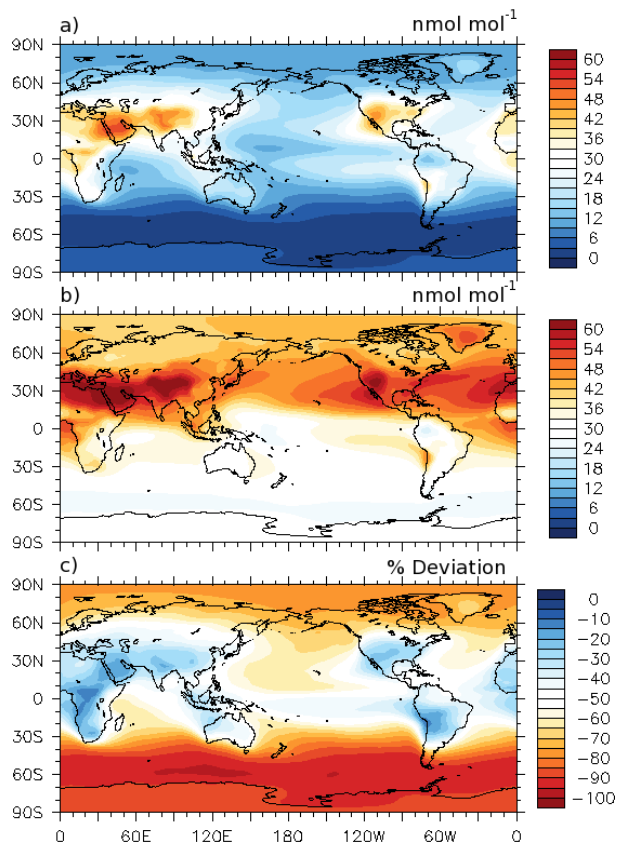 a) nmol mol-1
90N
60N
30N
0
30S
60S
90S
60
54
48
42
36
30
24
18
12
6
0
b) nmol mol-1
90N
60N
30N
0
30S
60S
90S
60
54
48
42
36
30
24
18
12
6
0
c) % Deviation
90N
60N
30N
0
30S
60S
90S
0 60E 120E 180 120W 60W 0
0
-10
-20
-30
-40
-50
-60
-70
-80
-90
-100